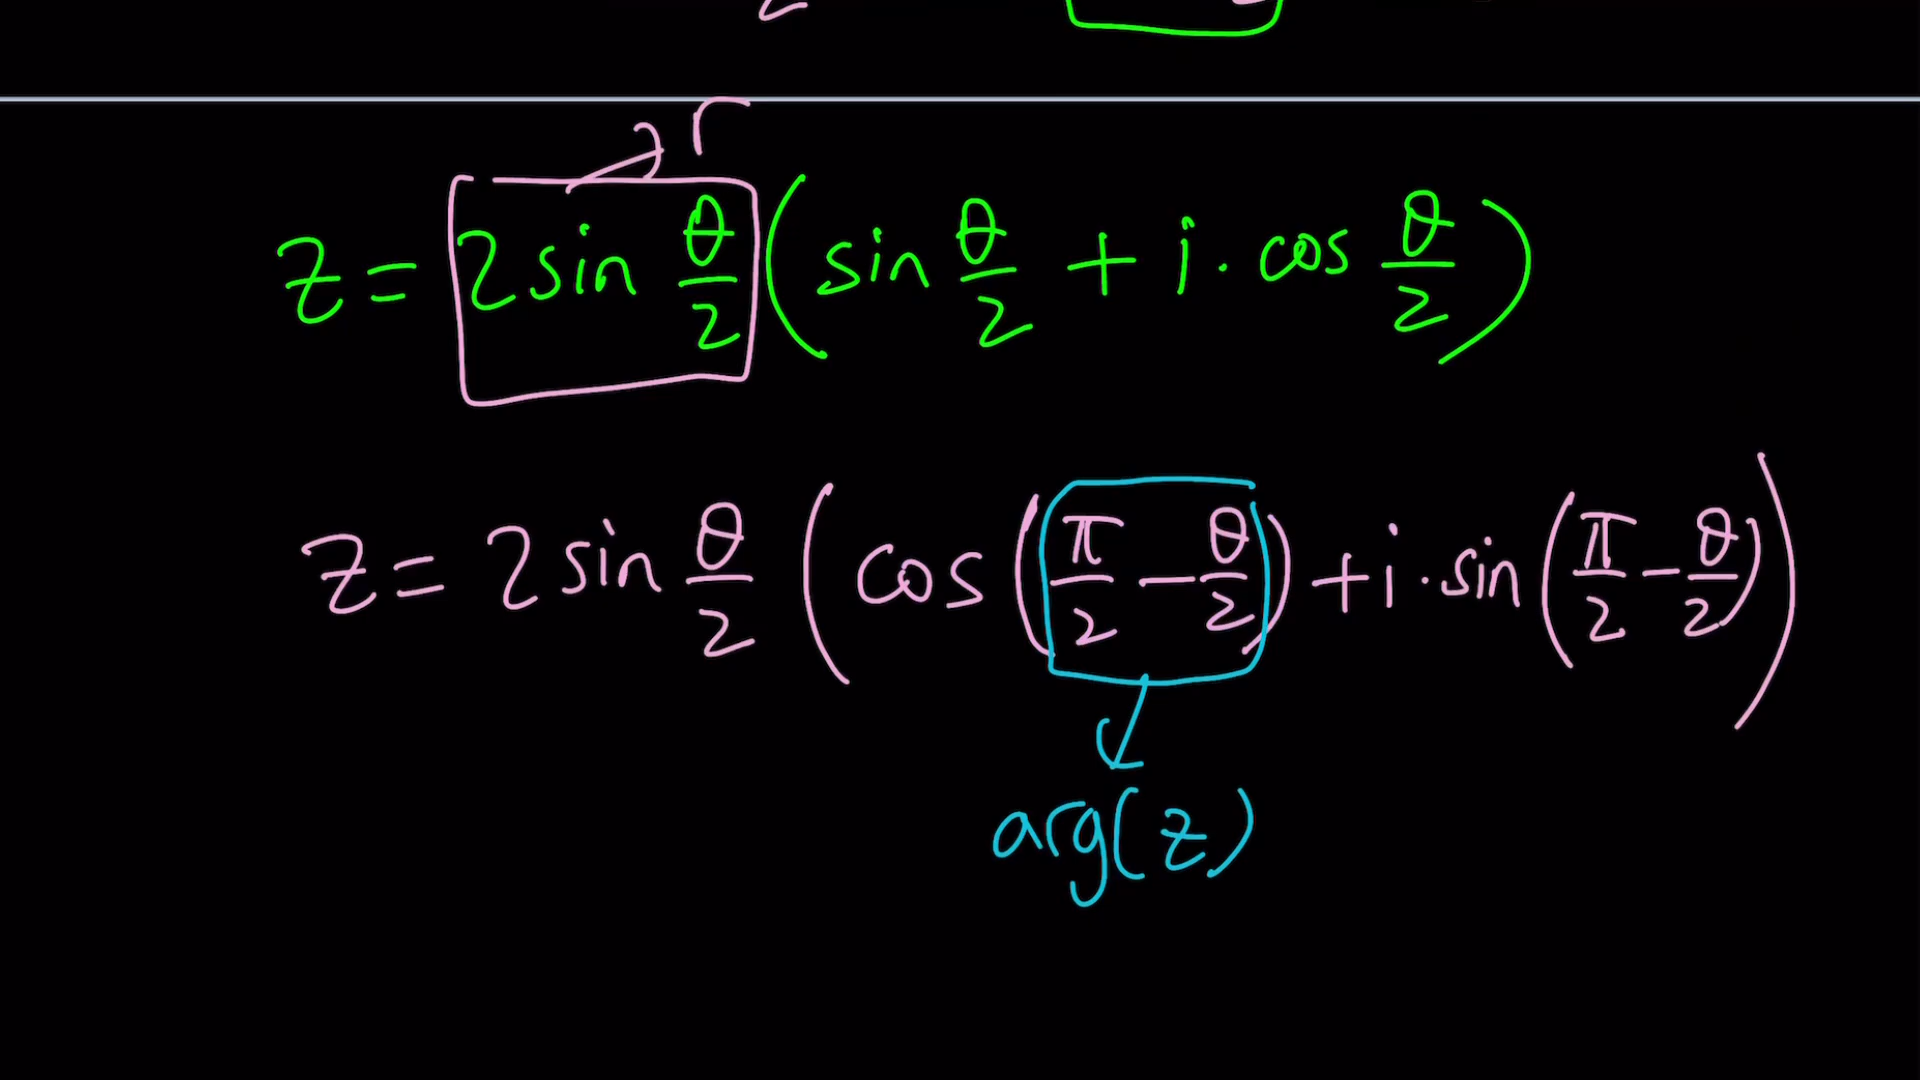 r
z = 2 sin θ/2 (sin θ/2 + i · cos θ/2)
z = 2 sin θ/2 (cos (π/2 − θ/2) + i · sin (π/2 − θ/2))
arg(z)